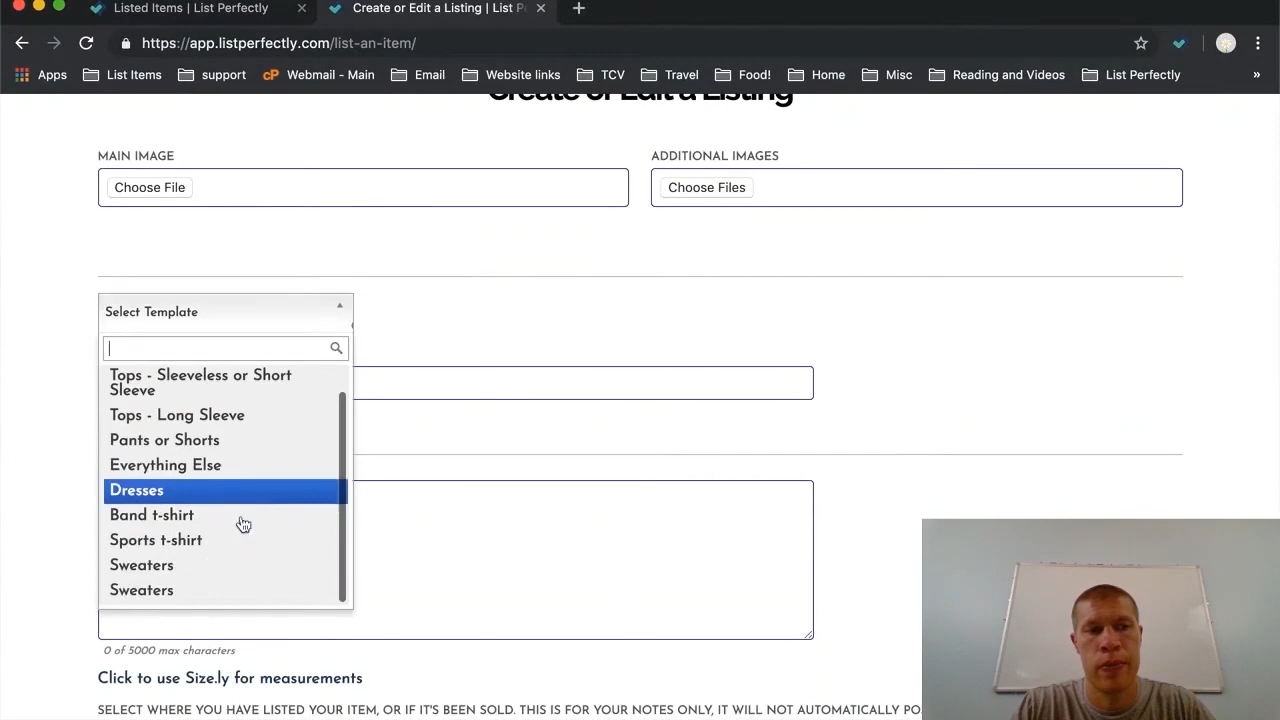 Listed Items | List Perfectly
Create or Edit a Listing | List P
https://app.listperfectly.com/list-an-item/
Apps List Items support cP Webmail - Main Email Website links TCV Travel Food! Home Misc Reading and Videos List Perfectly »
Create or Edit a Listing
MAIN IMAGE
ADDITIONAL IMAGES
Choose File
Choose Files
Select Template
Tops - Sleeveless or Short
Sleeve
Tops - Long Sleeve
Pants or Shorts
Everything Else
Dresses
Band t-shirt
Sports t-shirt
Sweaters
Sweaters
0 of 5000 max characters
Click to use Size.ly for measurements
SELECT WHERE YOU HAVE LISTED YOUR ITEM, OR IF IT'S BEEN SOLD. THIS IS FOR YOUR NOTES ONLY, IT WILL NOT AUTOMATICALLY PO